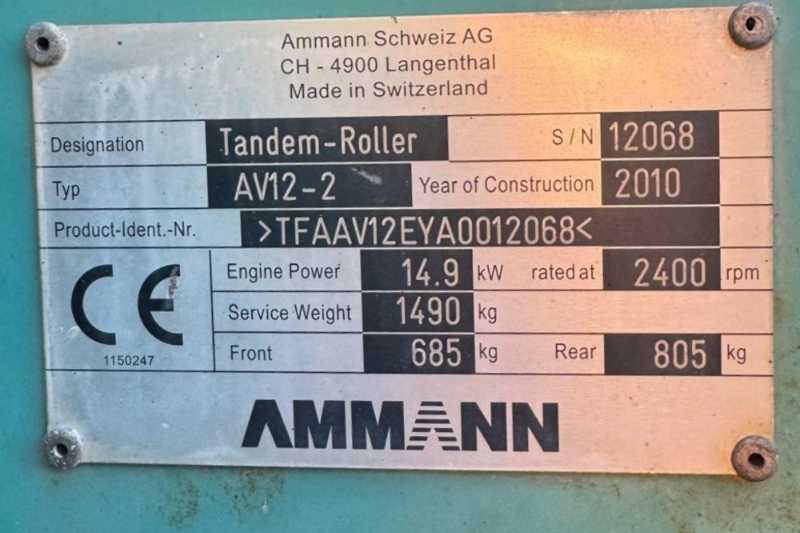 Ammann Schweiz AG
CH - 4900 Langenthal
Made in Switzerland
Designation Tandem-Roller S/N 12068
Typ AV12-2 Year of Construction 2010
Product-Ident.-Nr. >TFAAV12EYA0012068<
CE Engine Power 14.9 kW rated at 2400 rpm
Service Weight 1490 kg
1150247 Front 685 kg Rear 805 kg
AMMANN